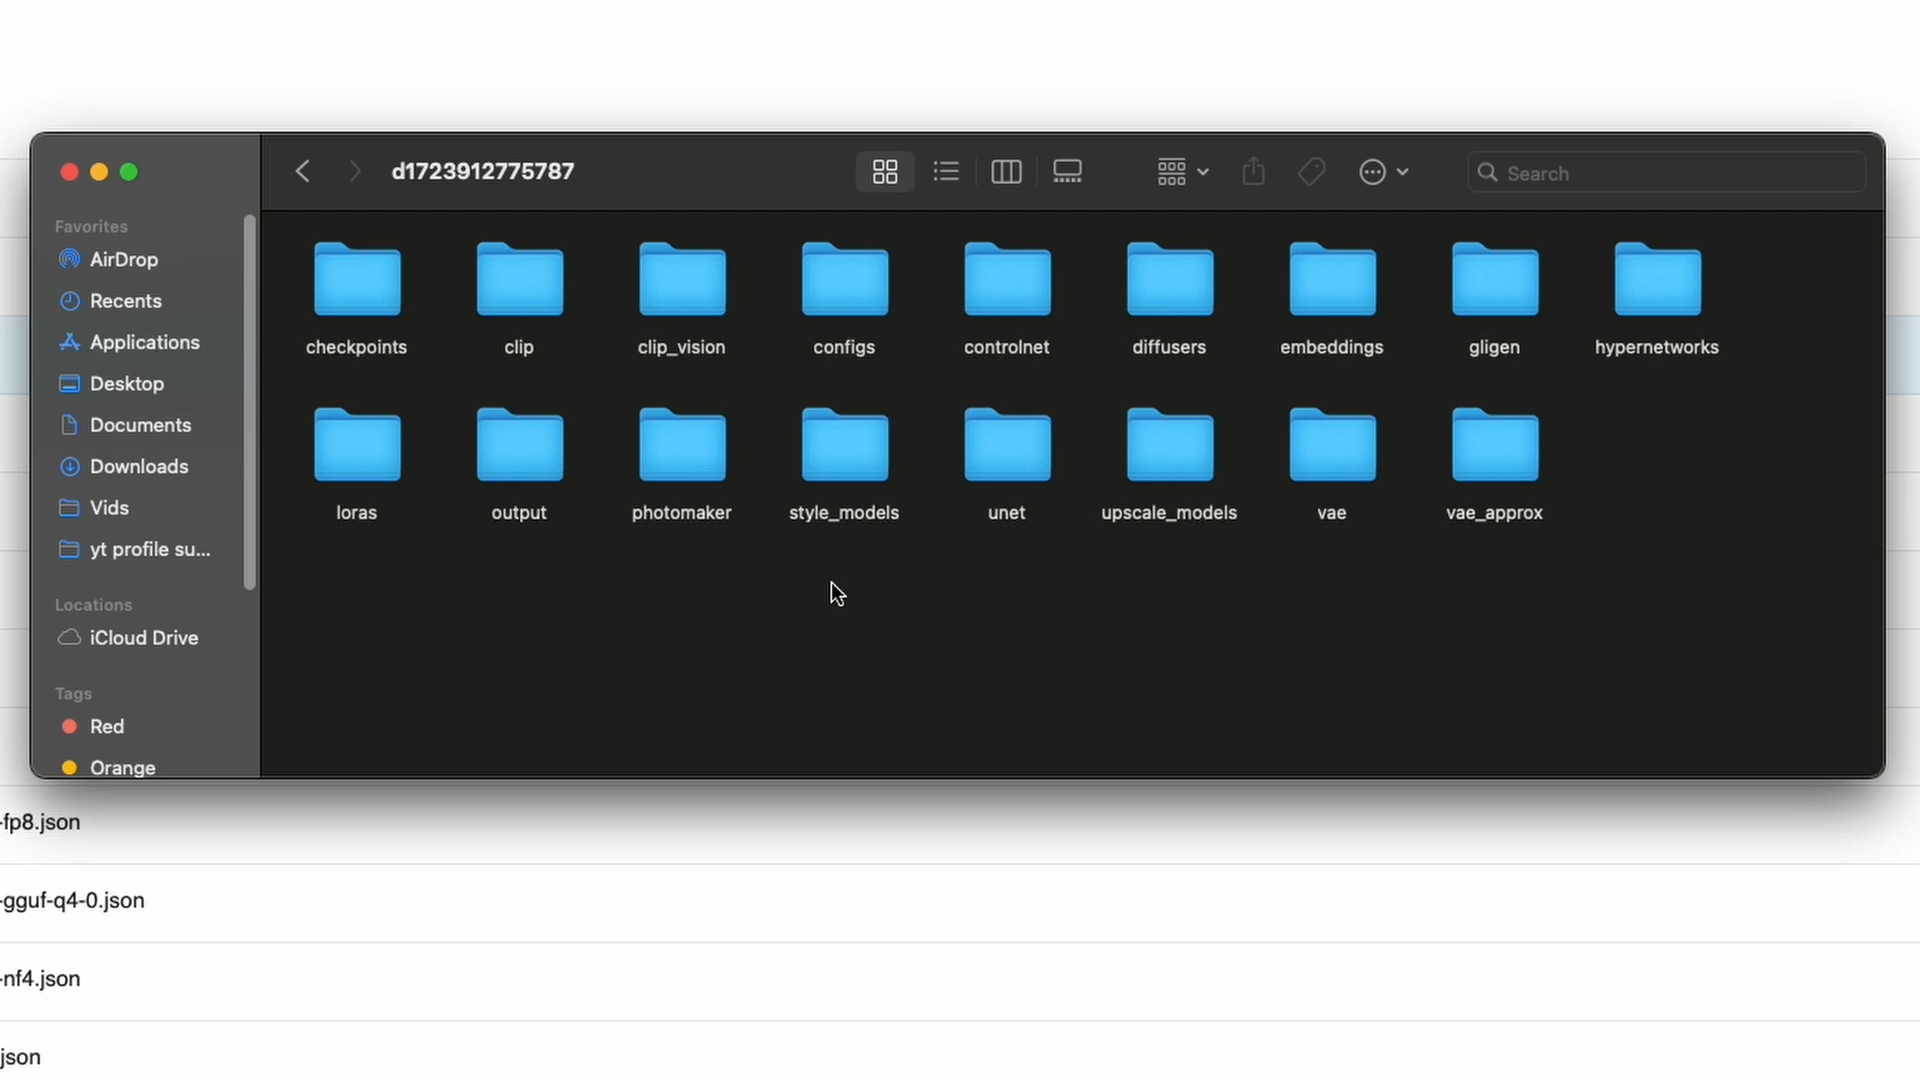 d1723912775787
Search
Favorites
AirDrop
Recents
Applications
Desktop
Documents
Downloads
Vids
yt profile su...
Locations
iCloud Drive
Tags
Red
Orange
checkpoints clip clip_vision configs controlnet diffusers embeddings gligen hypernetworks
loras output photomaker style_models unet upscale_models vae vae_approx
-fp8.json
-gguf-q4-0.json
-nf4.json
json